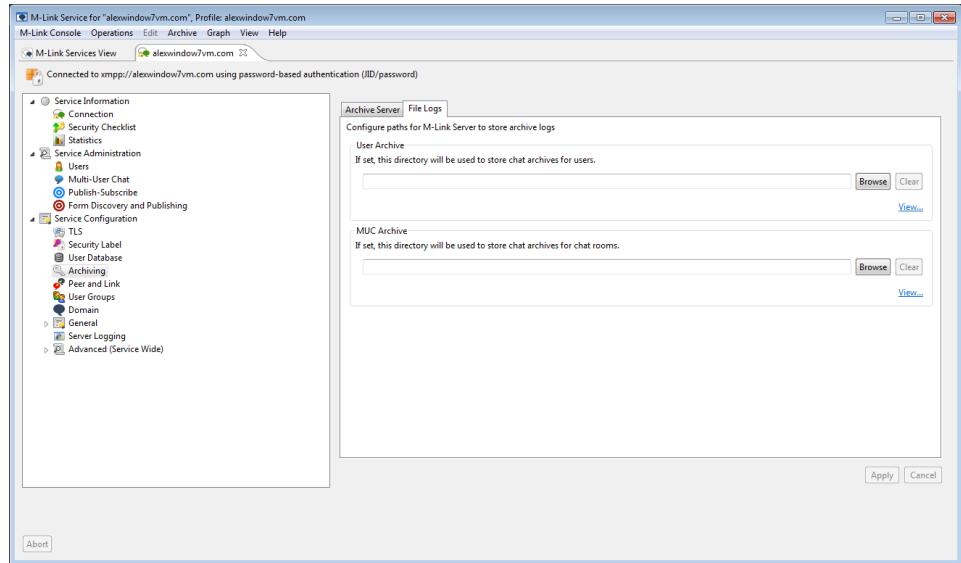 M-Link Service for "alexwindow7vm.com", Profile: alexwindow7vm.com
M-Link Console Operations Edit Archive Graph View Help
M-Link Services View alexwindow7vm.com
Connected to xmpp://alexwindow7vm.com using password-based authentication (JID/password)
Service Information
Connection
Security Checklist
Statistics
Service Administration
Users
Multi-User Chat
Publish-Subscribe
Form Discovery and Publishing
Service Configuration
TLS
Security Label
User Database
Archiving
Peer and Link
User Groups
Domain
General
Server Logging
Advanced (Service Wide)
Archive Server File Logs
Configure paths for M-Link Server to store archive logs
User Archive
If set, this directory will be used to store chat archives for users.
Browse Clear
View...
MUC Archive
If set, this directory will be used to store chat archives for chat rooms.
Browse Clear
View...
Apply Cancel
Abort